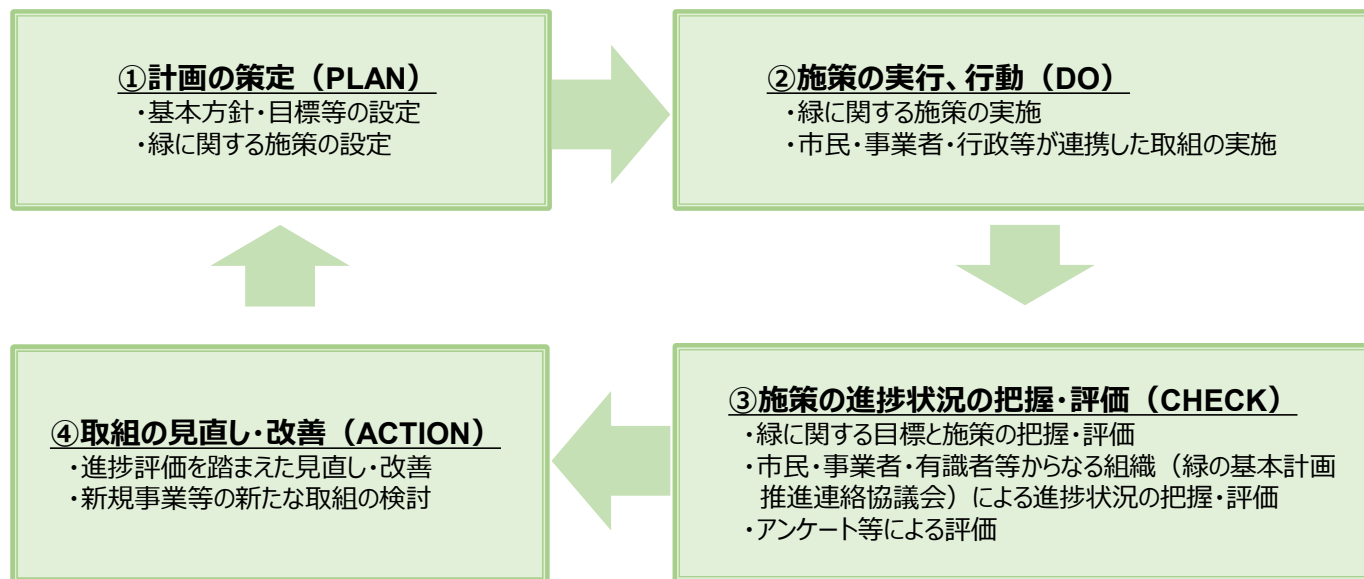 ①計画の策定（PLAN）
・基本方針・目標等の設定
・緑に関する施策の設定
②施策の実行、行動（DO）
・緑に関する施策の実施
・市民・事業者・行政等が連携した取組の実施
③施策の進捗状況の把握・評価（CHECK）
・緑に関する目標と施策の把握・評価
・市民・事業者・有識者等からなる組織（緑の基本計画
推進連絡協議会）による進捗状況の把握・評価
・アンケート等による評価
④取組の見直し・改善（ACTION）
・進捗評価を踏まえた見直し・改善
・新規事業等の新たな取組の検討